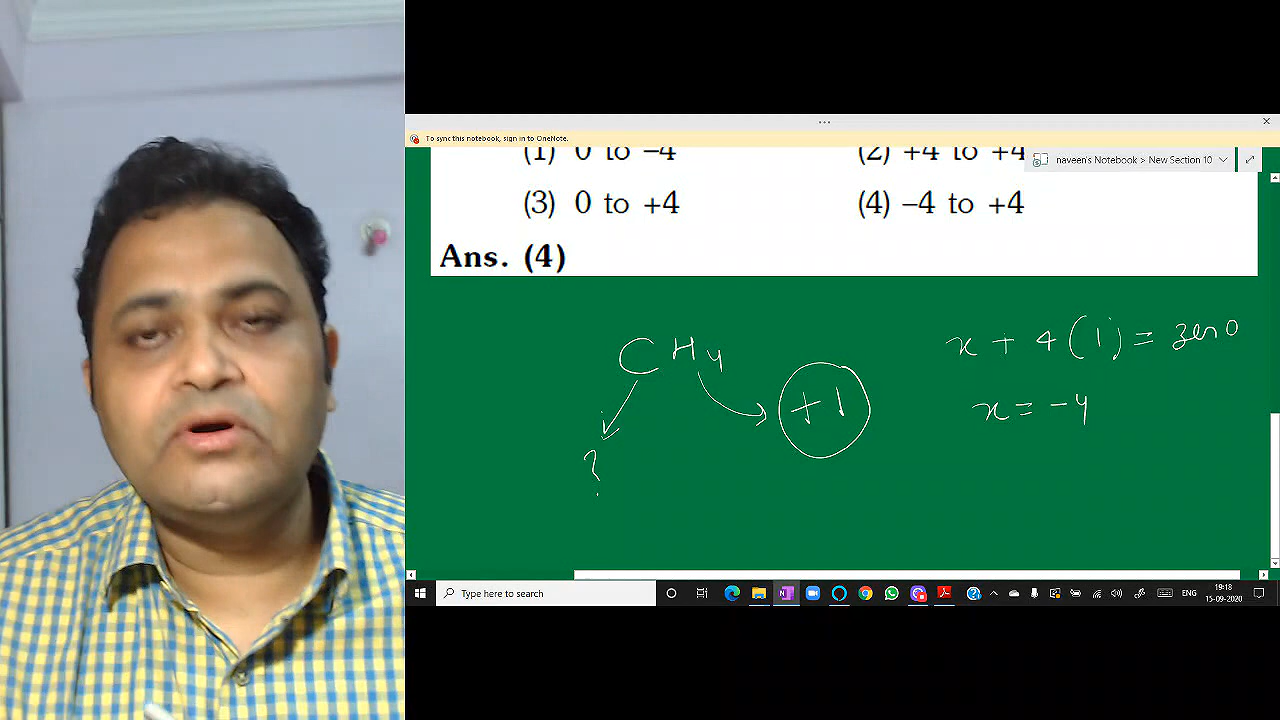 ...
To sync this notebook, sign in to OneNote.
(1) 0 to –4 (2) +4 to +4
naveen's Notebook > New Section 10
(3) 0 to +4 (4) –4 to +4
Ans. (4)
CH4 +1 x + 4(1) = zero
x = -4
?
Type here to search
ENG
19:18
15-09-2020